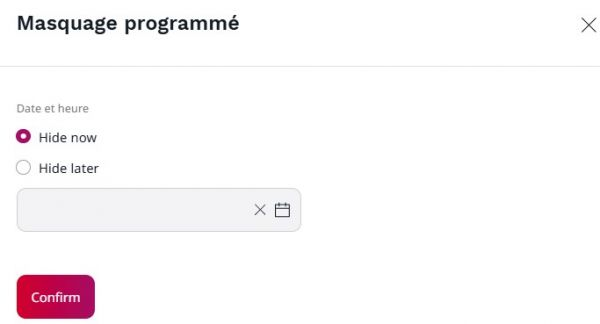 Masquage programmé
Date et heure
Hide now
Hide later
Confirm